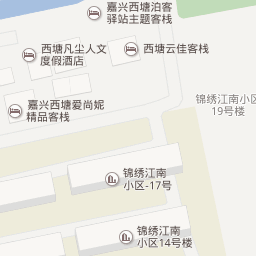 嘉兴西塘泊客
驿站主题客栈
西塘凡尘人文
度假酒店
西塘云佳客栈
嘉兴西塘爱尚妮
精品客栈
锦绣江南小区
19号楼
锦绣江南
小区-17号
锦绣江南
小区14号楼